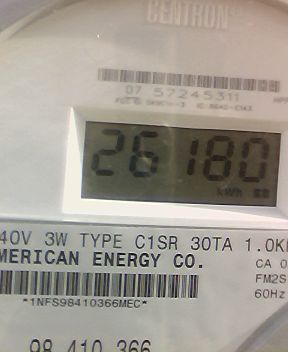 CENTRON
07 57245311
26180
kWh
40V 3W TYPE C1SR 30TA 1.0K
MERICAN ENERGY CO.
CA 0
FM2S
60Hz
*1NFS98410366MEC*
98 410 366